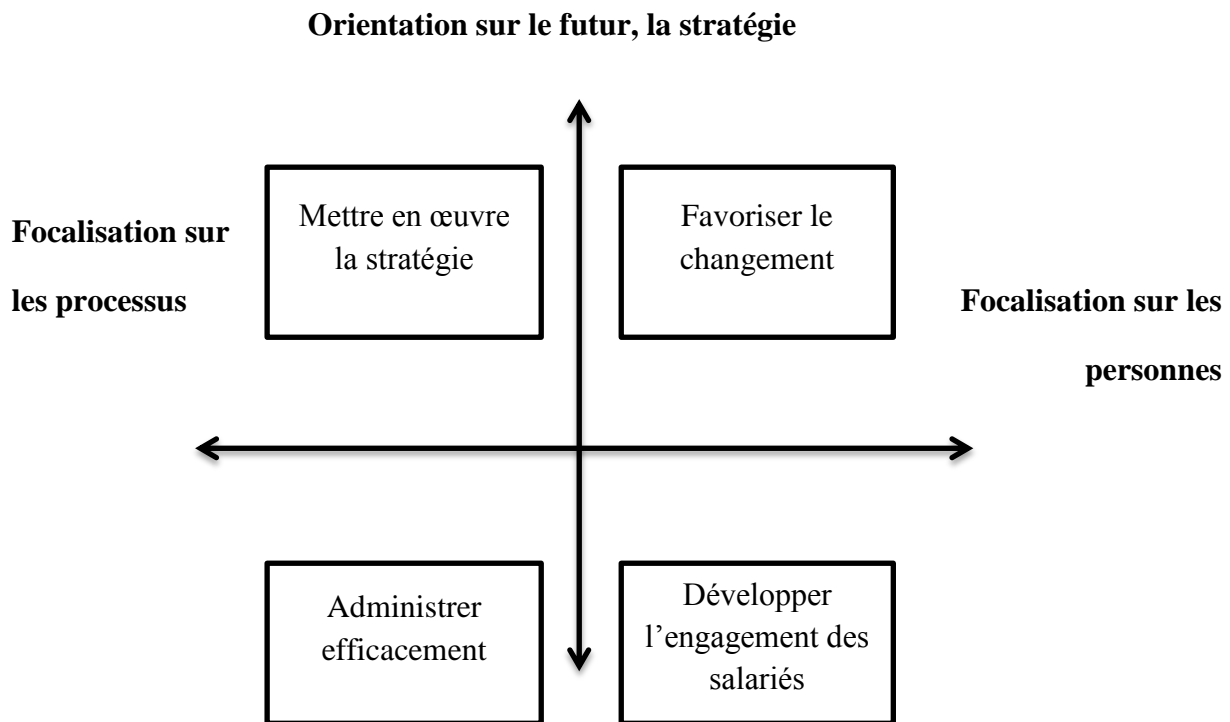 Orientation sur le futur, la stratégie
Mettre en œuvre
la stratégie
Favoriser le
changement
Focalisation sur
les processus
Focalisation sur les
personnes
Administrer
efficacement
Développer
l’engagement des
salariés